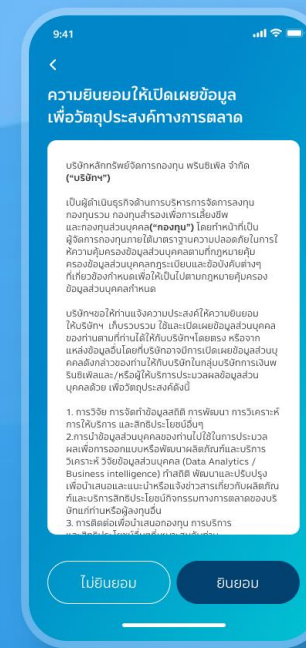 9:41
ความยินยอมให้เปิดเผยข้อมูล
เพื่อวัตถุประสงค์ทางการตลาด
บริษัทหลักทรัพย์จัดการกองทุน พรินซิเพิล จำกัด
("บริษัทฯ")
เป็นผู้ดำเนินธุรกิจด้านการบริหารการจัดการลงทุน
กองทุนรวม กองทุนสำรองเพื่อการเลี้ยงชีพ
และกองทุนส่วนบุคคล("กองทุน") โดยทำหน้าที่เป็น
ผู้จัดการกองทุนภายใต้มาตราฐานความปลอดภัยในการใ
ห้ความคุ้มครองข้อมูลส่วนบุคคลตามที่กฎหมายคุ้ม
ครองข้อมูลส่วนบุคคลกฎระเบียบและข้อบังคับต่างๆ
ที่เกี่ยวข้องกำหนดเพื่อให้เป็นไปตามกฎหมายคุ้มครอง
ข้อมูลส่วนบุคคลกำหนด
บริษัทฯขอให้ท่านแจ้งความประสงค์ให้ความยินยอม
ให้บริษัทฯ เก็บรวบรวม ใช้และเปิดเผยข้อมูลส่วนบุคคล
ของท่านตามที่ท่านได้ให้กับบริษัทฯโดยตรง หรือจาก
แหล่งข้อมูลอื่นโดยที่บริษัทฯอาจมีการเปิดเผยข้อมูลส่วนบุ
คคลดังกล่าวของท่านให้กับบริษัทในกลุ่มบริษัทการเงินพ
รินซิเพิลและ/หรือผู้ให้บริการประมวลผลข้อมูลส่วน
บุคคลด้วย เพื่อวัตถุประสงค์ดังนี้
1. การวิจัย การจัดทำข้อมูลสถิติ การพัฒนา การวิเคราะห์
การให้บริการ และสิทธิประโยชน์อื่นๆ
2.การนำข้อมูลส่วนบุคคลของท่านไปใช้ในการประมวล
ผลเพื่อการออกแบบหรือพัฒนาผลิตภัณฑ์และบริการ
วิเคราะห์ วิจัยข้อมูลส่วนบุคคล (Data Analytics /
Business intelligence) ทำสถิติ พัฒนาและปรับปรุง
เพื่อนำเสนอและแนะนำหรือแจ้งข่าวสารเกี่ยวกับผลิตภัณ
ฑ์และบริการสิทธิประโยชน์กิจกรรมทางการตลาดของบริ
ษัทแก่ท่านหรือผู้ลงทุนอื่น
3. การติดต่อเพื่อนำเสนอกองทุน การบริการ
และสิทธิประโยชน์อื่นๆที่เหมาะสมกับท่าน
ไม่ยินยอม
ยินยอม